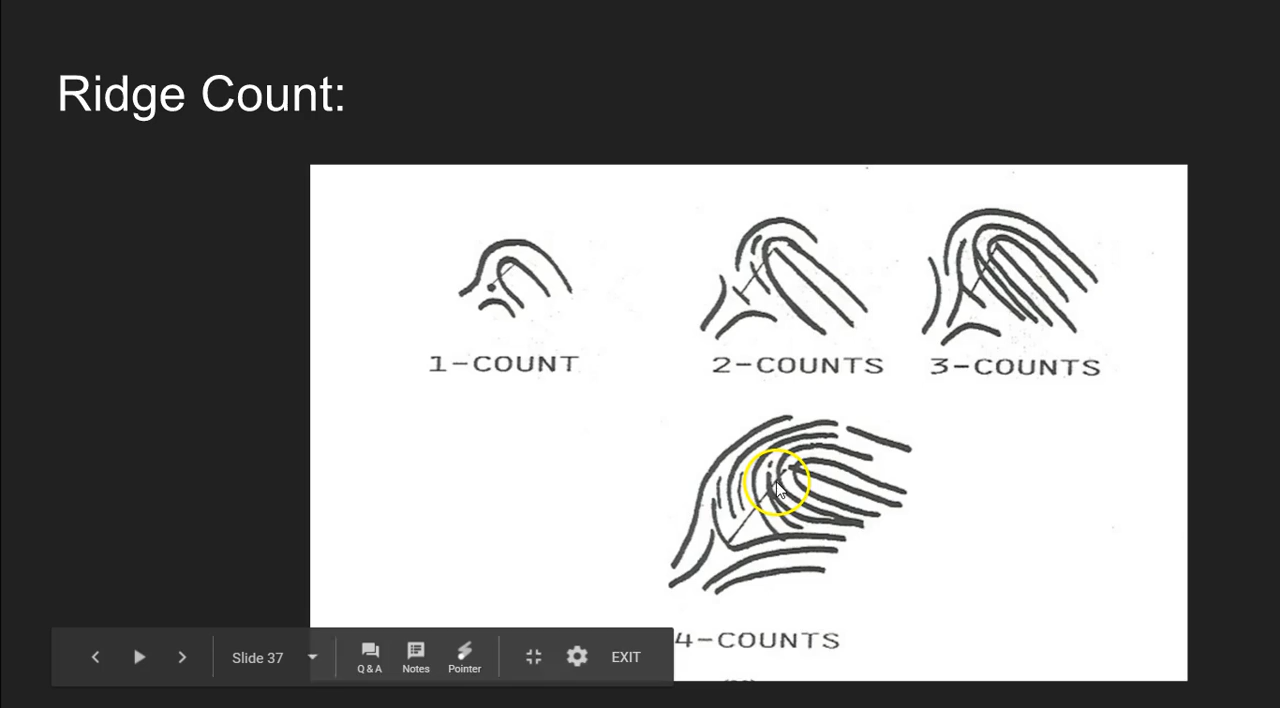 Ridge Count:
1-COUNT
2-COUNTS
3-COUNTS
4-COUNTS
Slide 37
Q & A
Notes
Pointer
EXIT